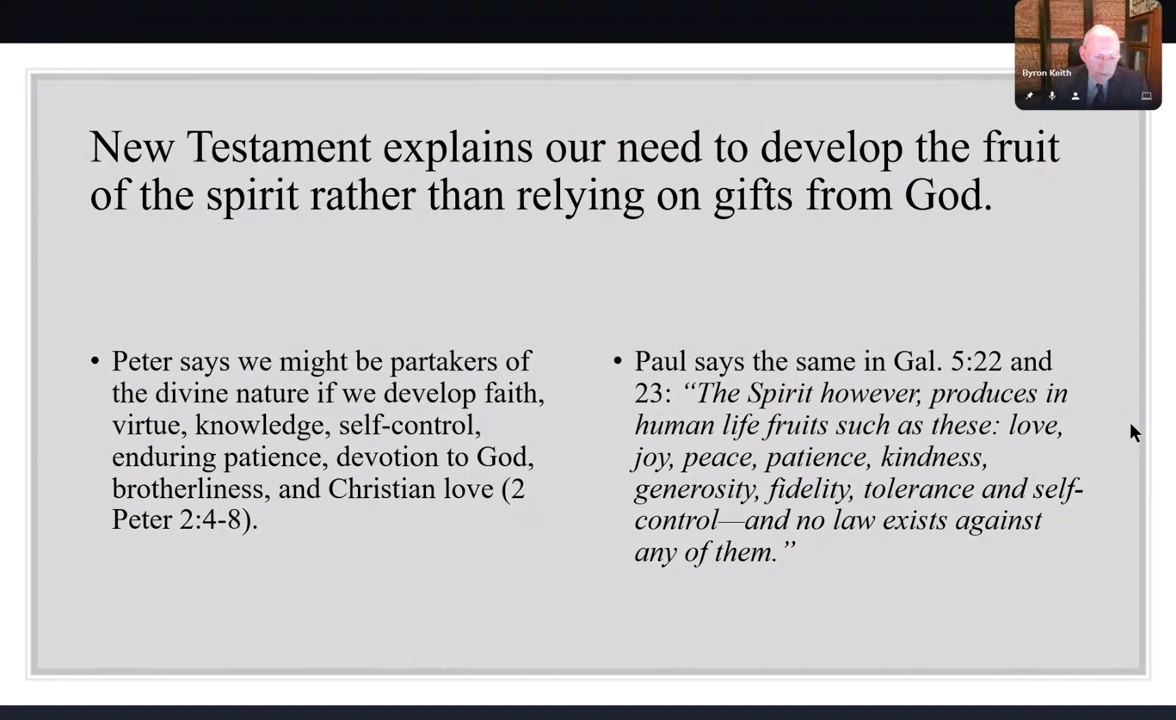 Byron Keith
New Testament explains our need to develop the fruit
of the spirit rather than relying on gifts from God.
• Peter says we might be partakers of
the divine nature if we develop faith,
virtue, knowledge, self-control,
enduring patience, devotion to God,
brotherliness, and Christian love (2
Peter 2:4-8).
• Paul says the same in Gal. 5:22 and
23: “The Spirit however, produces in
human life fruits such as these: love,
joy, peace, patience, kindness,
generosity, fidelity, tolerance and self-
control—and no law exists against
any of them.”